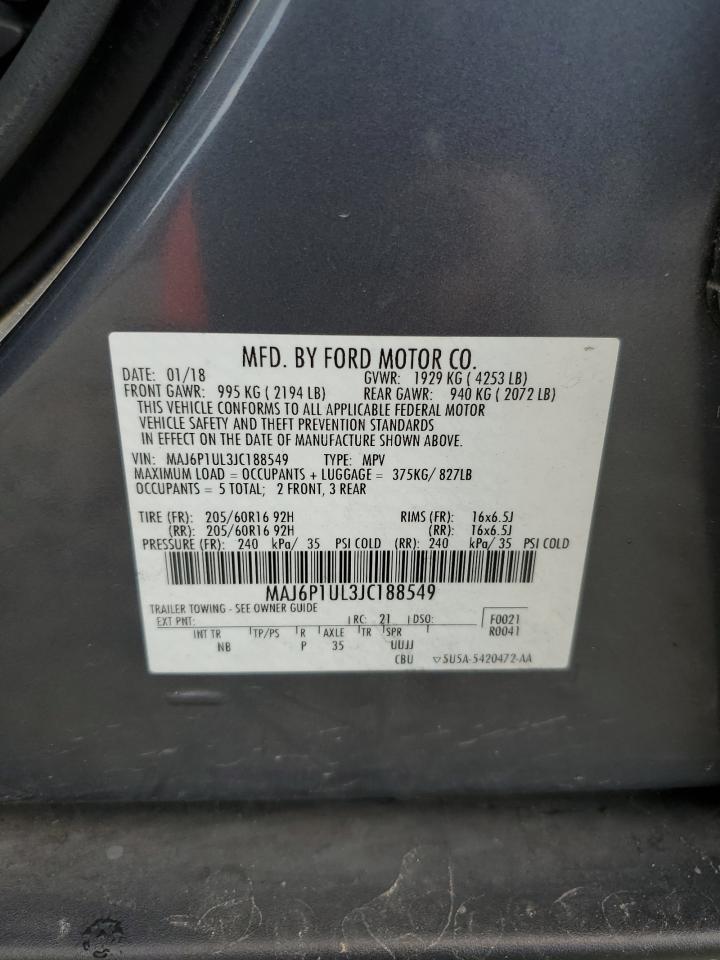 MFD. BY FORD MOTOR CO.
DATE: 01/18 GVWR: 1929 KG ( 4253 LB)
FRONT GAWR: 995 KG ( 2194 LB) REAR GAWR: 940 KG ( 2072 LB)
THIS VEHICLE CONFORMS TO ALL APPLICABLE FEDERAL MOTOR
VEHICLE SAFETY AND THEFT PREVENTION STANDARDS
IN EFFECT ON THE DATE OF MANUFACTURE SHOWN ABOVE.
VIN: MAJ6P1UL3JC188549 TYPE: MPV
MAXIMUM LOAD = OCCUPANTS + LUGGAGE = 375KG/ 827LB
OCCUPANTS = 5 TOTAL; 2 FRONT, 3 REAR
TIRE (FR): 205/60R16 92H RIMS (FR): 16x6.5J
(RR): 205/60R16 92H (RR): 16x6.5J
PRESSURE (FR): 240 kPa/ 35 PSI COLD (RR): 240 kPa/ 35 PSI COLD
MAJ6P1UL3JC188549
TRAILER TOWING - SEE OWNER GUIDE
EXT PNT: RC: 21 DSO: F0021
R0041
INT TR TP/PS R AXLE TR SPR
NB P 35 UUJJ
CBU ▽ SU5A-5420472-AA